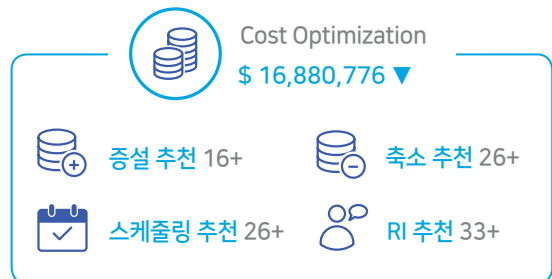 Cost Optimization
$ 16,880,776 ▼
증설 추천 16+
축소 추천 26+
스케줄링 추천 26+
RI 추천 33+